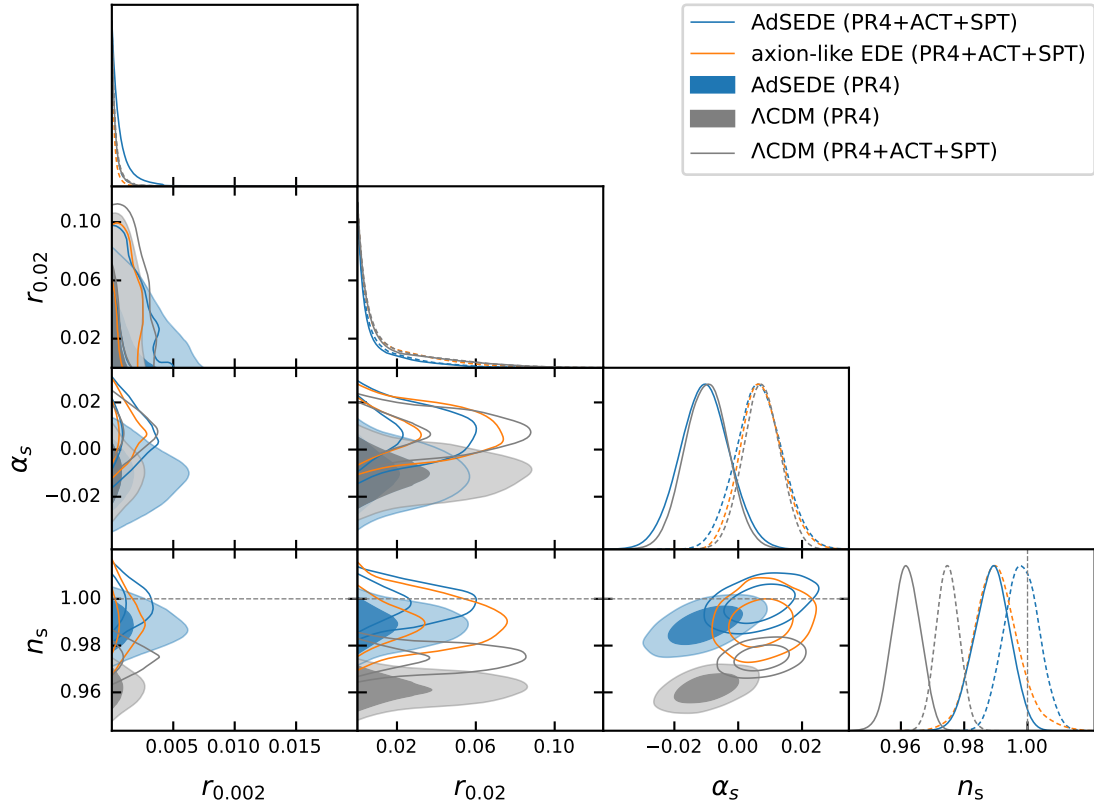 AdSEDE (PR4+ACT+SPT)
axion-like EDE (PR4+ACT+SPT)
AdSEDE (PR4)
ΛCDM (PR4)
ΛCDM (PR4+ACT+SPT)
0.10
0.06
0.02
r0.02
0.02
0.00
−0.02
αs
1.00
0.98
0.96
ns
0.005 0.010 0.015
0.02 0.06 0.10
−0.02 0.00 0.02
0.96 0.98 1.00
r0.002
r0.02
αs
ns